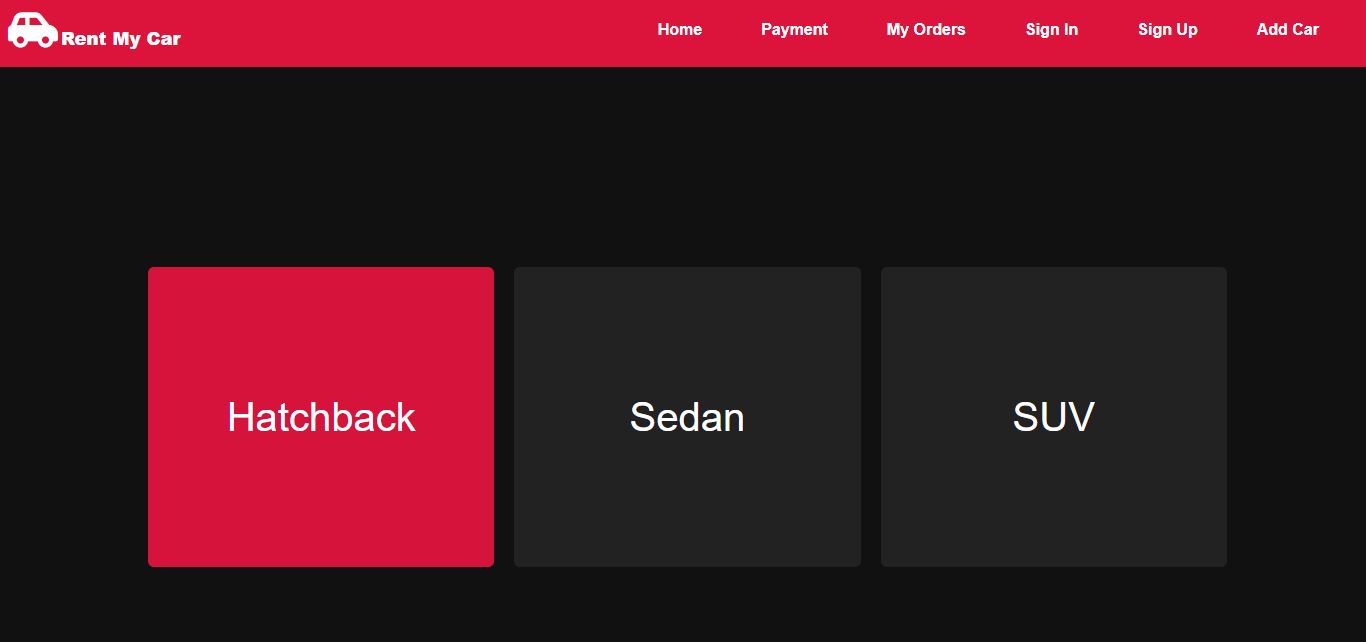 Rent My Car
Home Payment My Orders Sign In Sign Up Add Car
Hatchback
Sedan
SUV